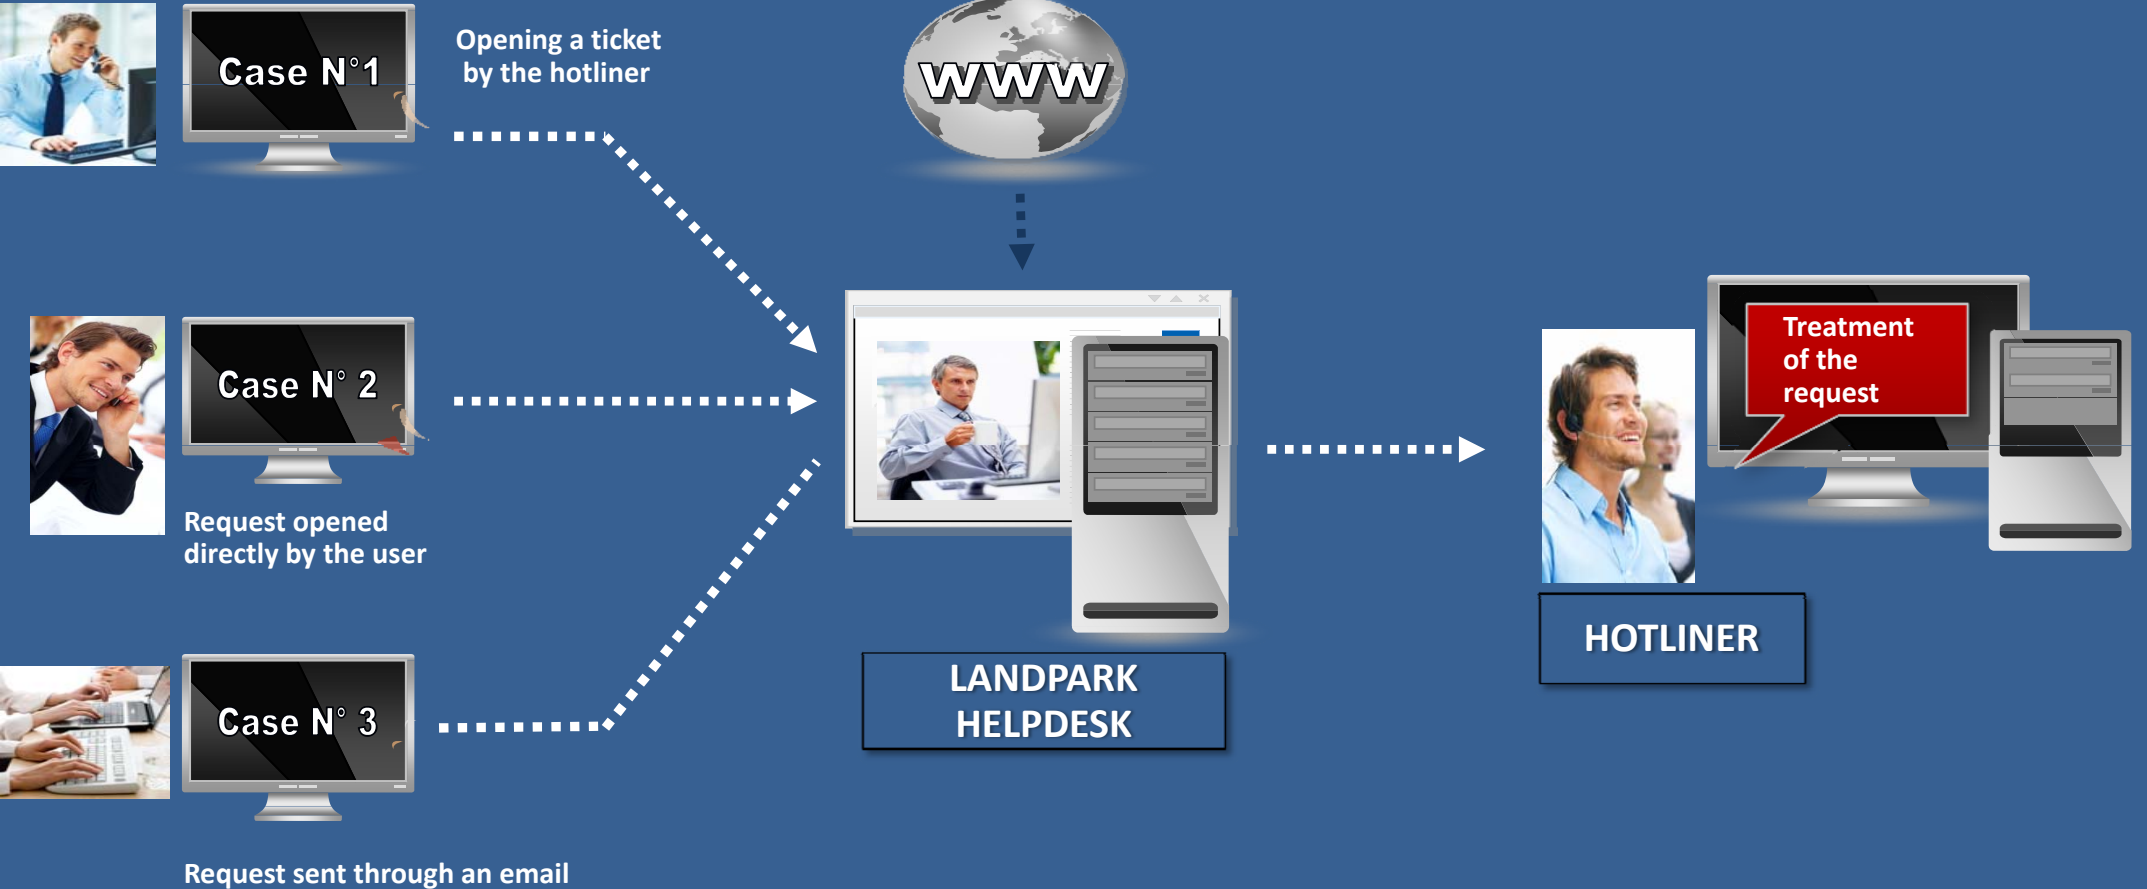 Case N°1
Opening a ticket
by the hotliner
WWW
Case N° 2
Request opened
directly by the user
Case N° 3
Request sent through an email
LANDPARK
HELPDESK
Treatment
of the
request
HOTLINER